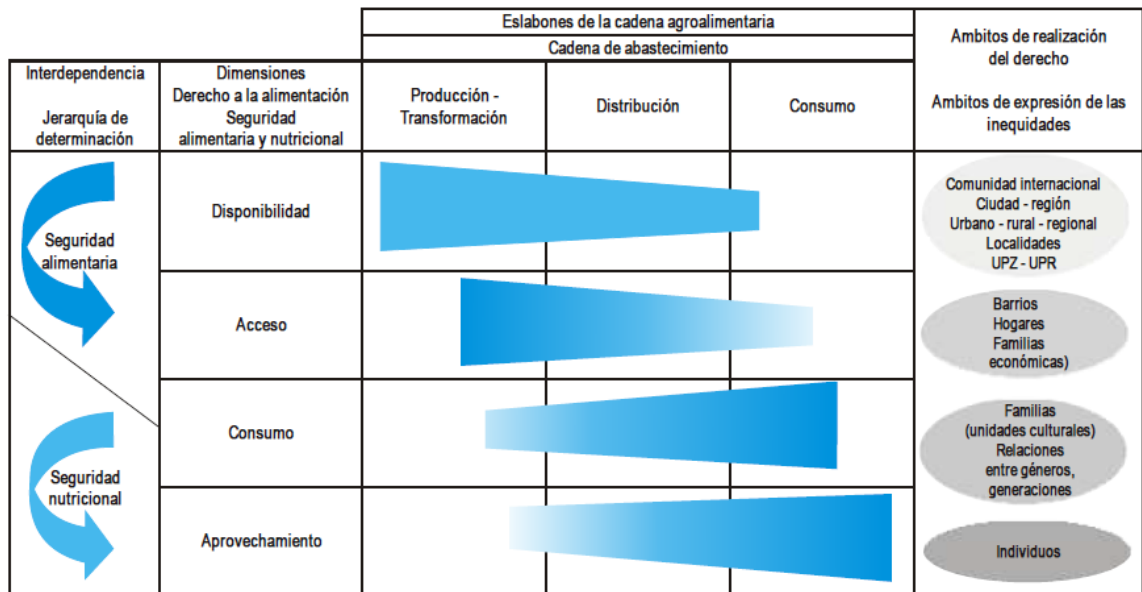 Eslabones de la cadena agroalimentaria
Cadena de abastecimiento
Ambitos de realización
del derecho
Ambitos de expresión de las
inequidades
Interdependencia
Jerarquía de
determinación
Dimensiones
Derecho a la alimentación
Seguridad
alimentaria y nutricional
Producción -
Transformación
Distribución
Consumo
Seguridad
alimentaria
Disponibilidad
Comunidad internacional
Ciudad - región
Urbano - rural - regional
Localidades
UPZ - UPR
Acceso
Barrios
Hogares
Familias
económicas)
Seguridad
nutricional
Consumo
Familias
(unidades culturales)
Relaciones
entre géneros,
generaciones
Aprovechamiento
Individuos